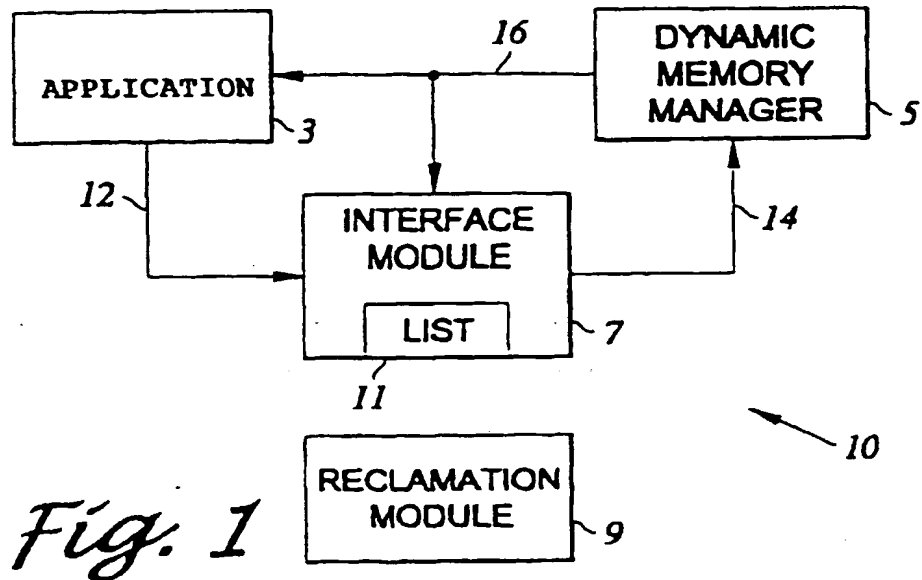 16
DYNAMIC
MEMORY
MANAGER
5
APPLICATION
3
12
14
INTERFACE
MODULE
LIST
7
11
10
RECLAMATION
MODULE
9
Fig. 1